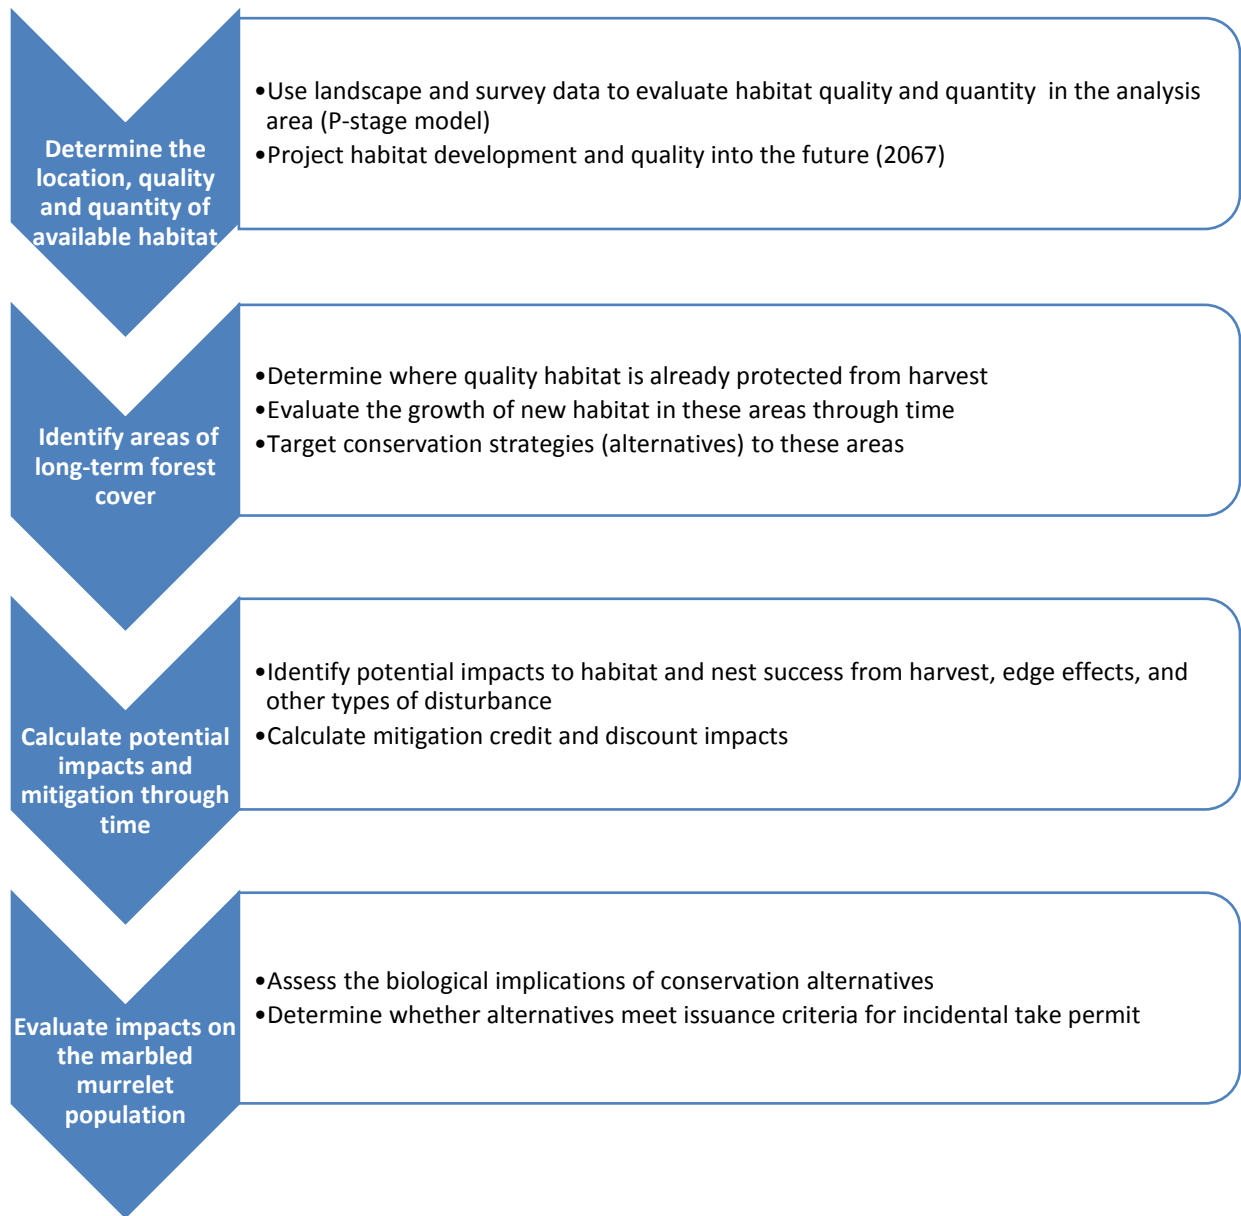 Determine the
location, quality
and quantity of
available habitat
•Use landscape and survey data to evaluate habitat quality and quantity in the analysis
area (P-stage model)
•Project habitat development and quality into the future (2067)
Identify areas of
long-term forest
cover
•Determine where quality habitat is already protected from harvest
•Evaluate the growth of new habitat in these areas through time
•Target conservation strategies (alternatives) to these areas
Calculate potential
impacts and
mitigation through
time
•Identify potential impacts to habitat and nest success from harvest, edge effects, and
other types of disturbance
•Calculate mitigation credit and discount impacts
Evaluate impacts on
the marbled
murrelet
population
•Assess the biological implications of conservation alternatives
•Determine whether alternatives meet issuance criteria for incidental take permit